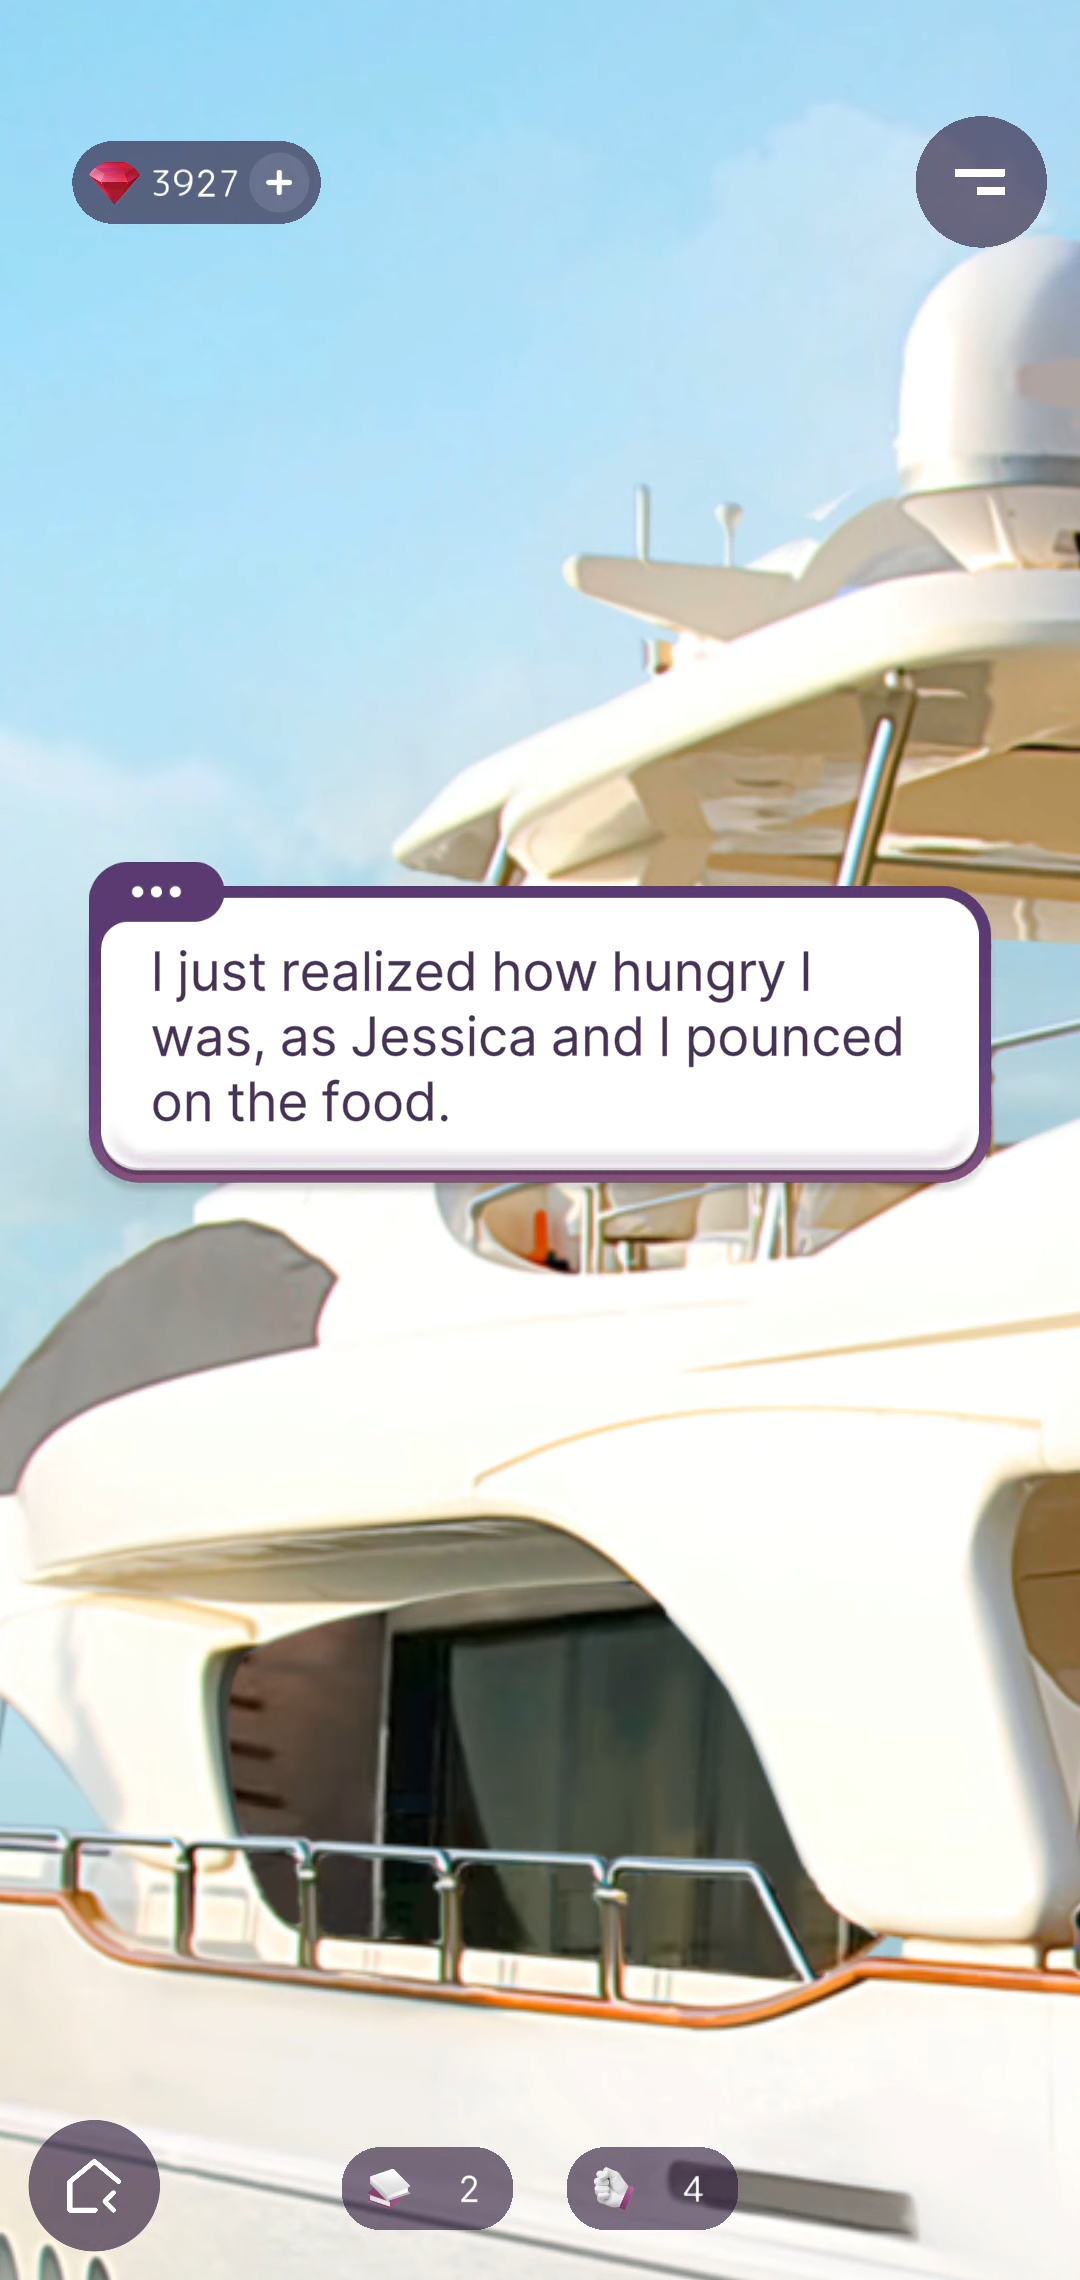 3927
I just realized how hungry I
was, as Jessica and I pounced
on the food.
2
4